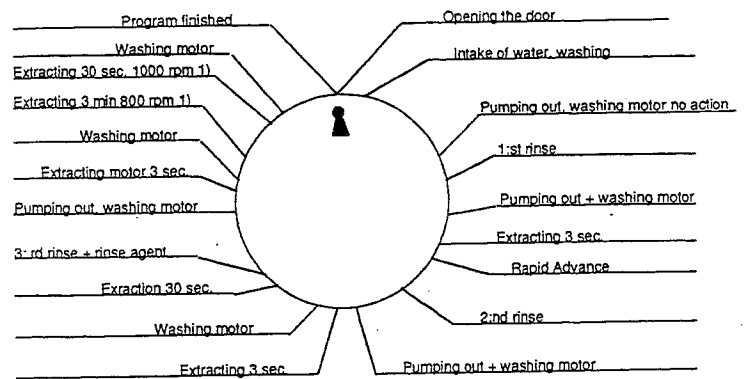 Program finished
Opening the door
Washing motor
Intake of water, washing
Extracting 30 sec. 1000 rpm 1)
Extracting 3 min 800 rpm 1)
Pumping out, washing motor no action
Washing motor
1:st rinse
Extracting motor 3 sec.
Pumping out, washing motor
Pumping out + washing motor
Extracting 3 sec.
3: rd rinse + rinse agent
Rapid Advance
Exraction 30 sec.
2:nd rinse
Washing motor
Extracting 3 sec
Pumping out + washing motor